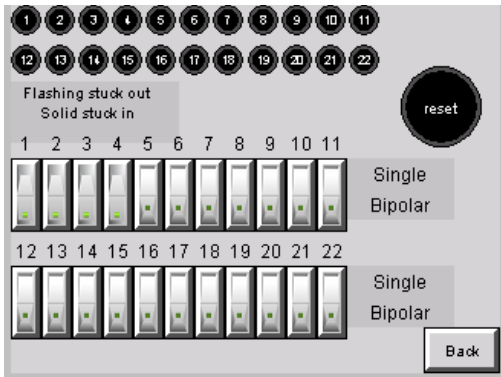 1 2 3 4 5 6 7 8 9 10 11
12 13 14 15 16 17 18 19 20 21 22
Flashing stuck out
Solid stuck in
reset
1 2 3 4 5 6 7 8 9 10 11
Single
Bipolar
12 13 14 15 16 17 18 19 20 21 22
Single
Bipolar
Back